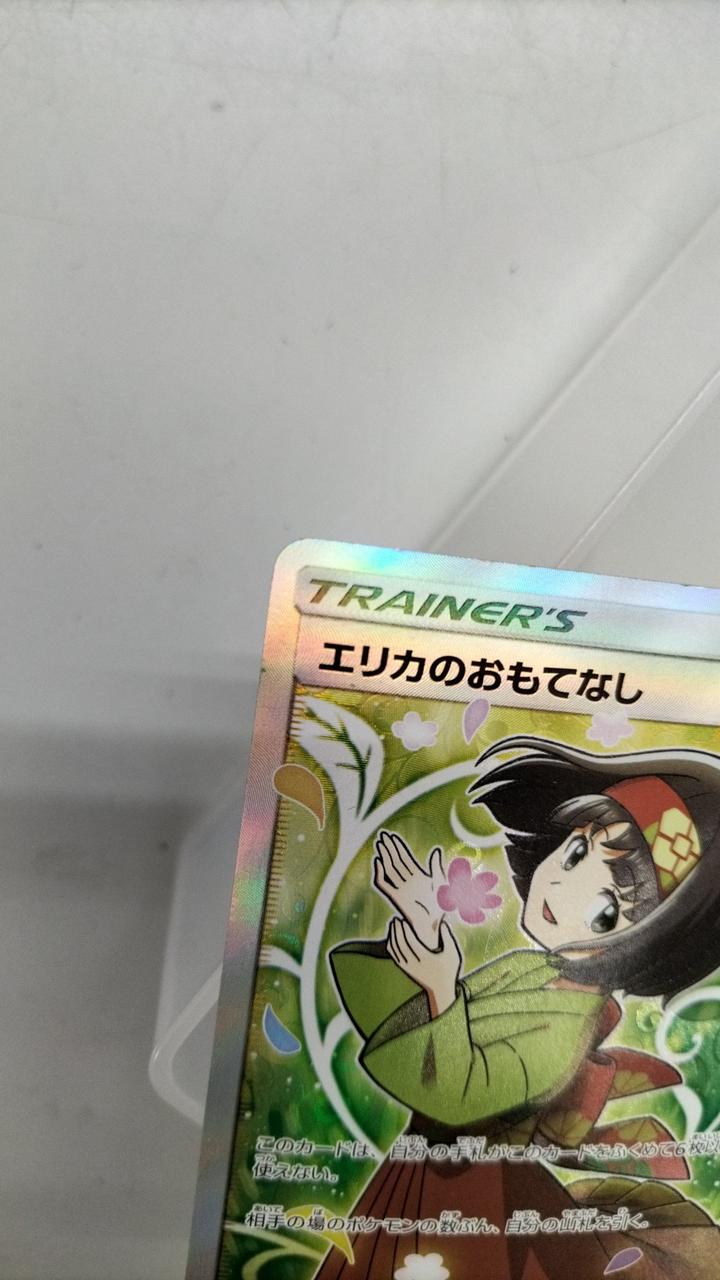 TRAINER'S
エリカのおもてなし
このカードは、自分の手札がこのカードをふくめて6枚以
使えない。
相手の場のポケモンの数ぶん、自分の山札を引く。